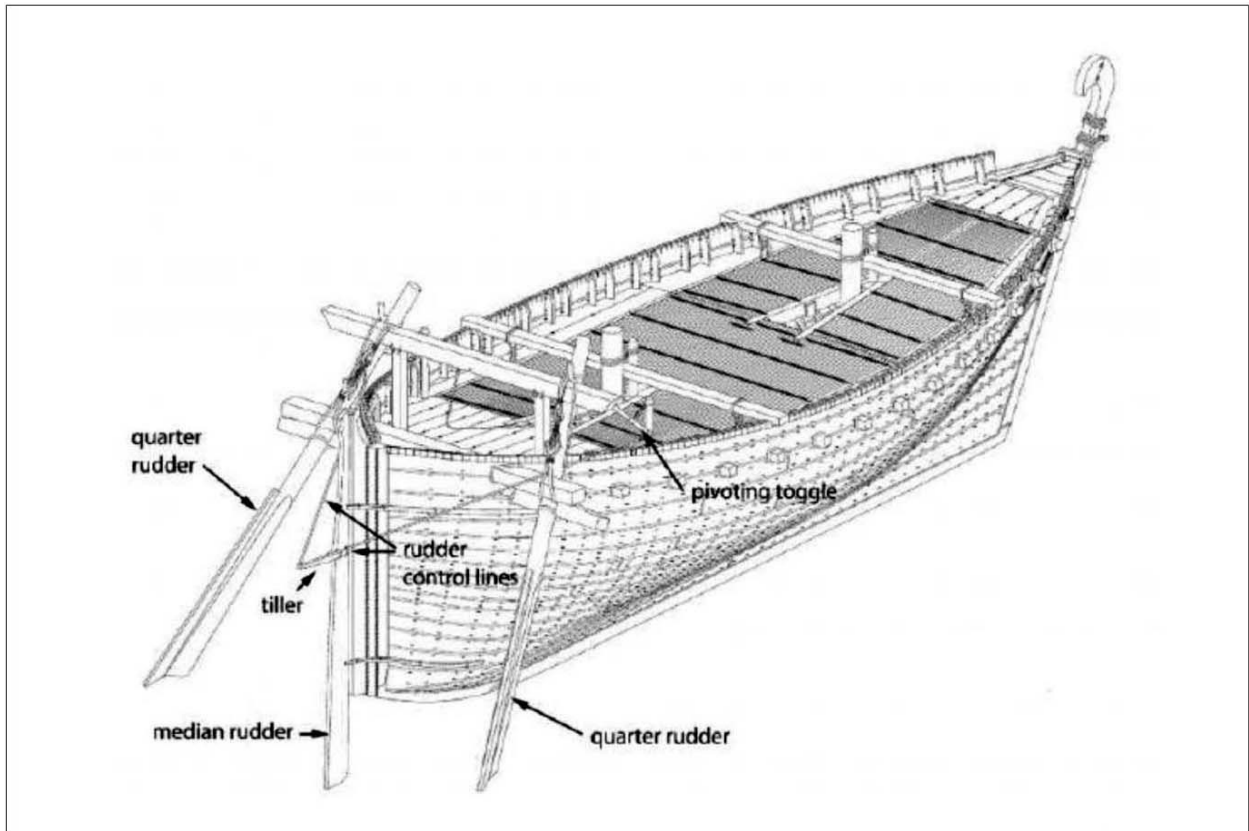 quarter
rudder
pivoting toggle
rudder
control lines
tiller
median rudder
quarter rudder